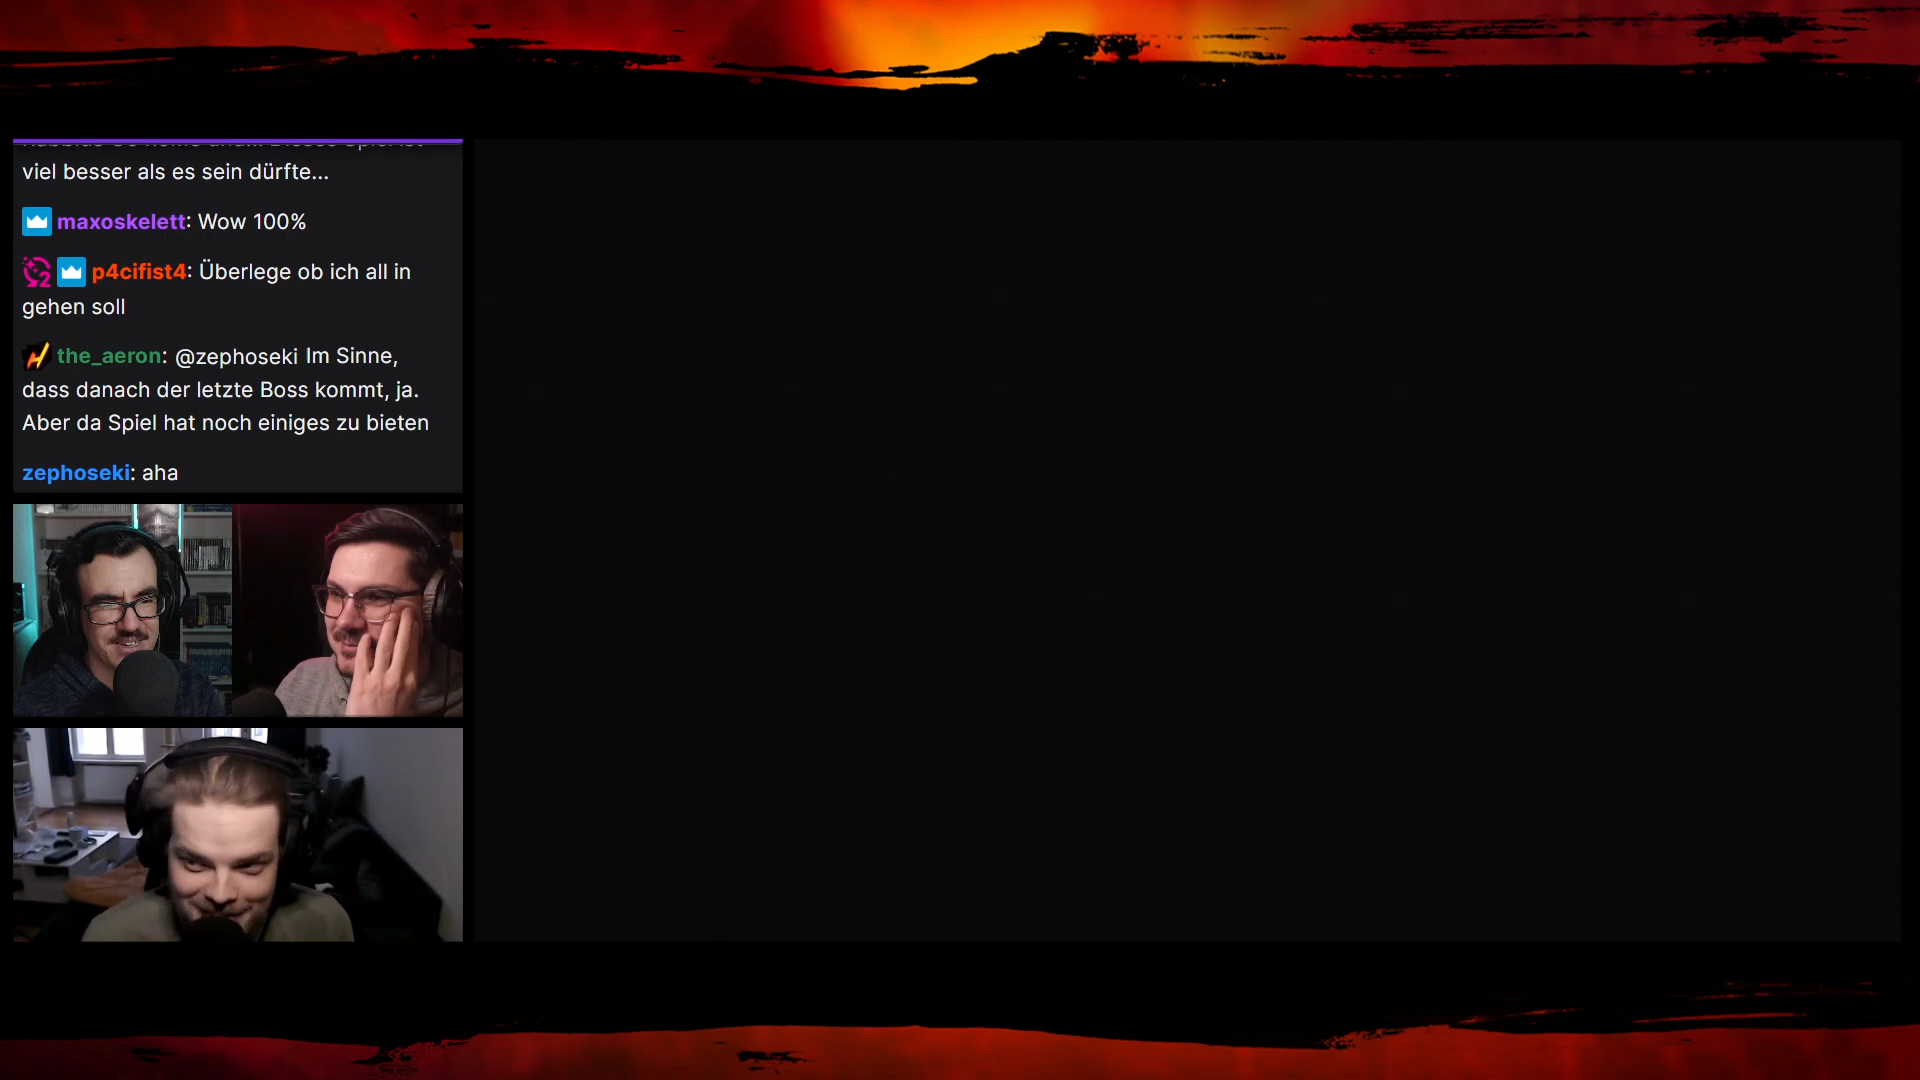 viel besser als es sein dürfte...
maxoskelett: Wow 100%
p4cifist4: Überlege ob ich all in
gehen soll
the_aeron: @zephoseki Im Sinne,
dass danach der letzte Boss kommt, ja.
Aber da Spiel hat noch einiges zu bieten
zephoseki: aha